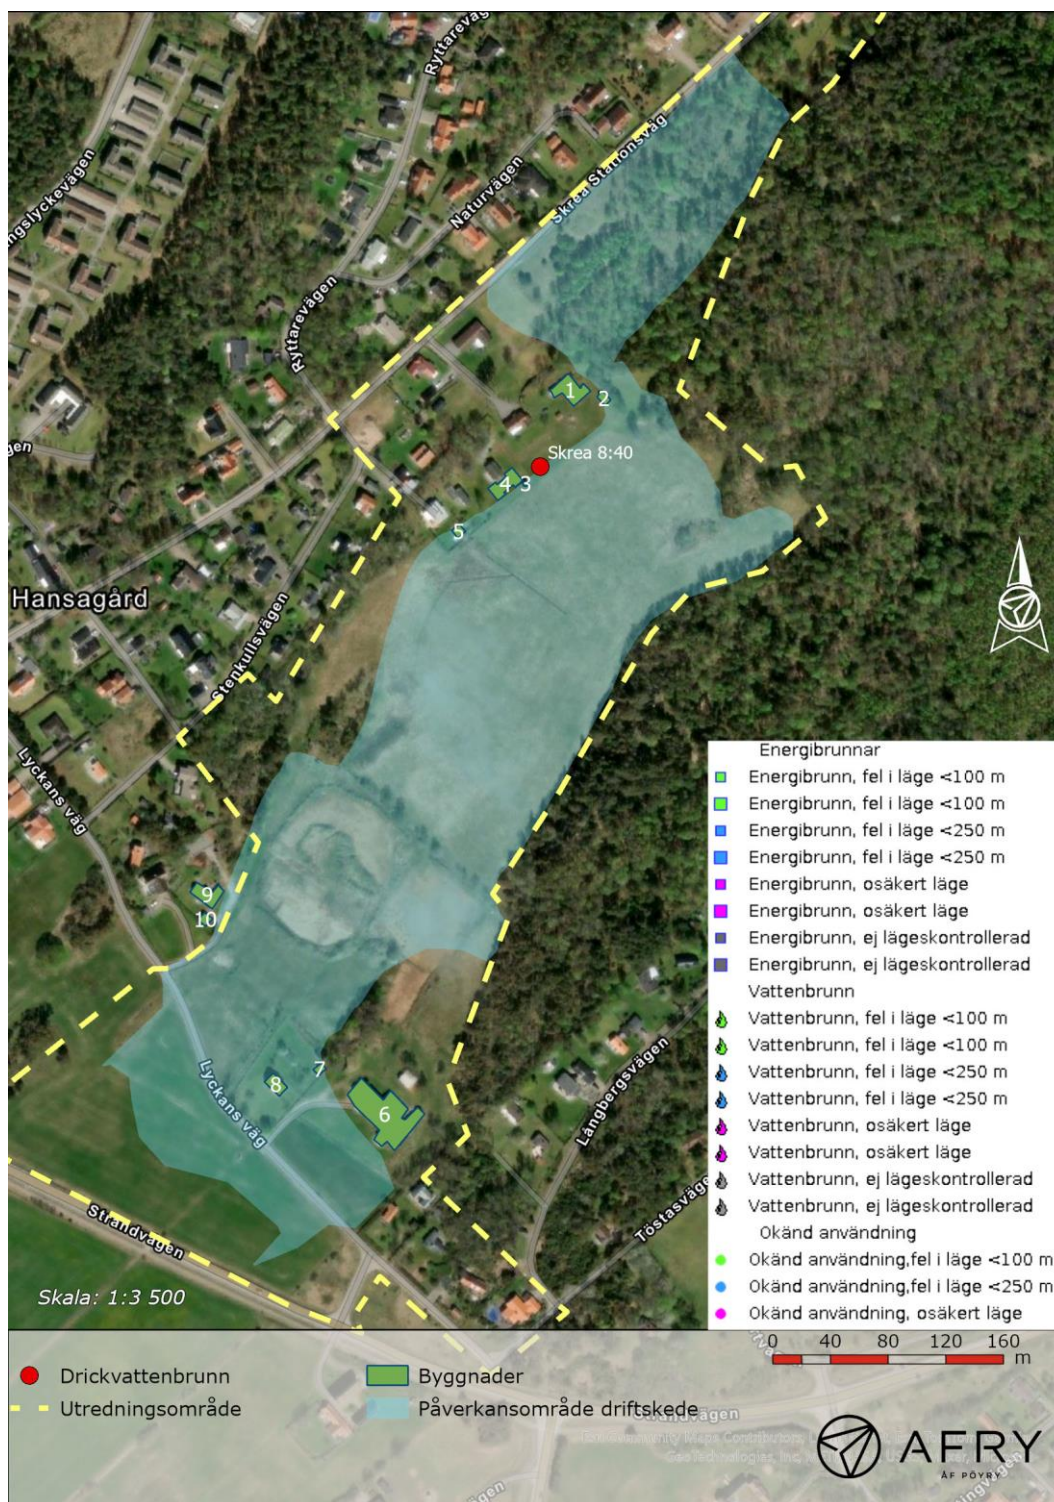 Ryttarevägen
Skrea Stationsväg
Naturvägen
ngslyckevägen
Ryttarevägen
1
2
gen
Skrea 8:40
4
3
5
Hansagård
Stenkullsvägen
Lyckans väg
9
10
Energibrunnar
Energibrunn, fel i läge <100 m
Energibrunn, fel i läge <100 m
Energibrunn, fel i läge <250 m
Energibrunn, fel i läge <250 m
Energibrunn, osäkert läge
Energibrunn, osäkert läge
Energibrunn, ej lägeskontrollerad
Energibrunn, ej lägeskontrollerad
Vattenbrunn
Vattenbrunn, fel i läge <100 m
Vattenbrunn, fel i läge <100 m
Vattenbrunn, fel i läge <250 m
Vattenbrunn, fel i läge <250 m
Vattenbrunn, osäkert läge
Vattenbrunn, osäkert läge
Vattenbrunn, ej lägeskontrollerad
Vattenbrunn, ej lägeskontrollerad
Okänd användning
Okänd användning,fel i läge <100 m
Okänd användning,fel i läge <250 m
Okänd användning, osäkert läge
7
8
6
Lyckans väg
Långbergsvägen
Töstasväge
Strandvägen
Skala: 1:3 500
0 40 80 120 160
m
Drickvattenbrunn
Byggnader
Utredningsområde
Påverkansområde driftskede
Strandvägen
AFRY
ÅF PÖYRY